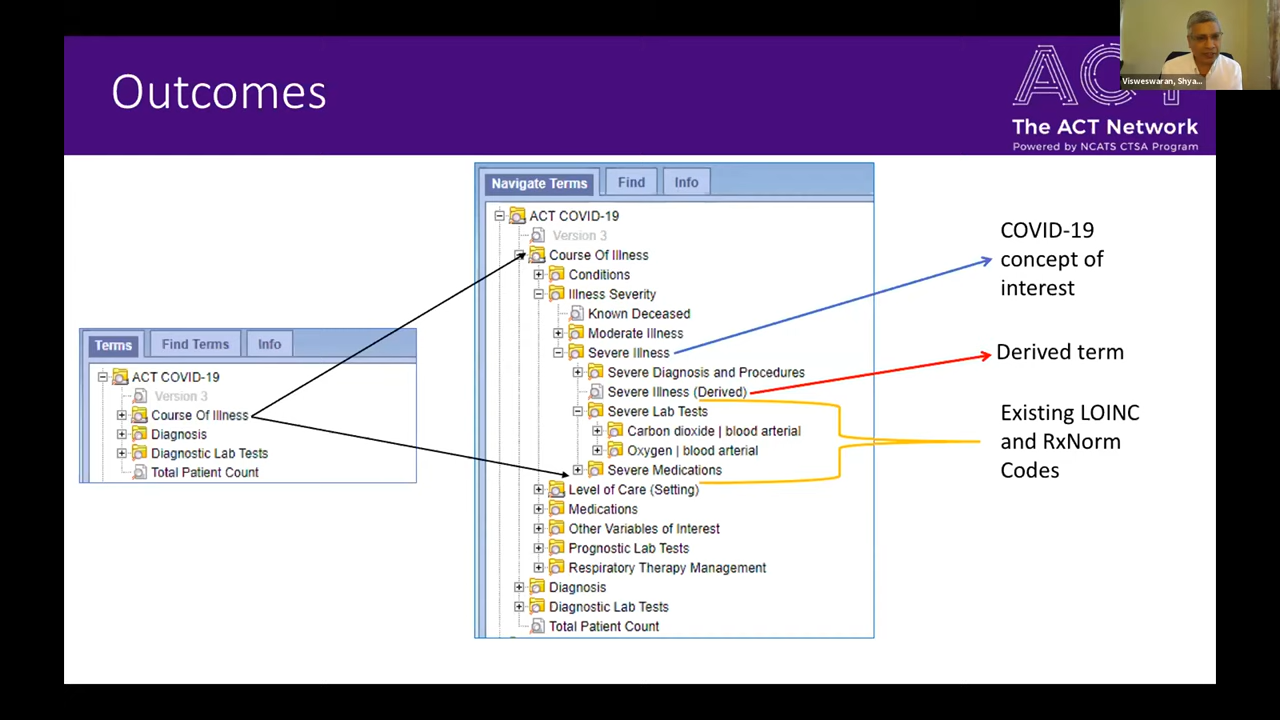 Outcomes
ACT
The ACT Network
Powered by NCATS CTSA Program
Visweswaran, Shya...
Terms
Find Terms
Info
ACT COVID-19
Version 3
Course Of Illness
Diagnosis
Diagnostic Lab Tests
Total Patient Count
Navigate Terms
Find
Info
ACT COVID-19
Version 3
Course Of Illness
Conditions
Illness Severity
Known Deceased
Moderate Illness
Severe Illness
Severe Diagnosis and Procedures
Severe Illness (Derived)
Severe Lab Tests
Carbon dioxide | blood arterial
Oxygen | blood arterial
Severe Medications
Level of Care (Setting)
Medications
Other Variables of Interest
Prognostic Lab Tests
Respiratory Therapy Management
Diagnosis
Diagnostic Lab Tests
Total Patient Count
COVID-19
concept of
interest
Derived term
Existing LOINC
and RxNorm
Codes